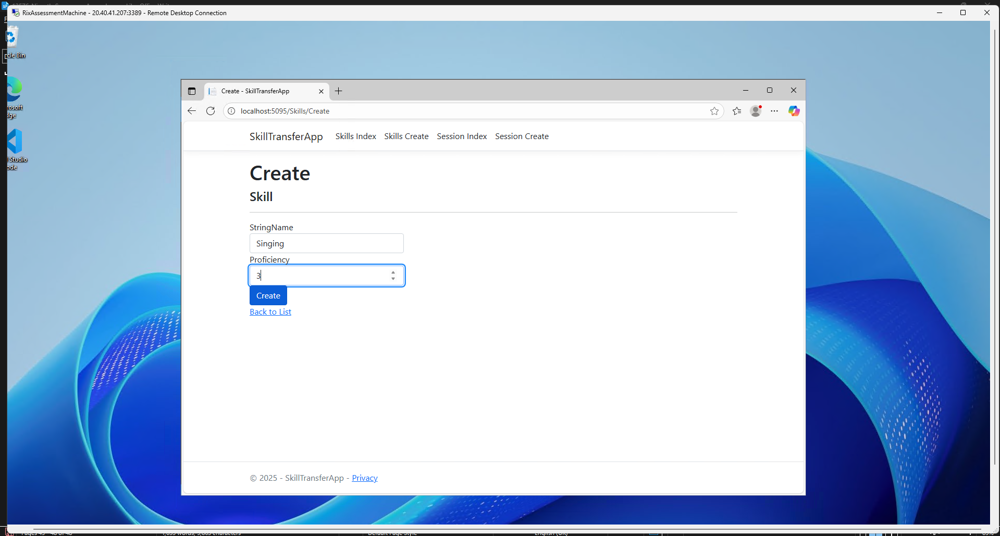 RixAssessmentMachine - 20.40.41.207:3389 - Remote Desktop Connection
cle Bin
rosoft
dge
Studio
ode
Create - SkillTransferApp
localhost:5095/Skills/Create
SkillTransferApp Skills Index Skills Create Session Index Session Create
Create
Skill
StringName
Singing
Proficiency
3
Create
Back to List
© 2025 - SkillTransferApp - Privacy